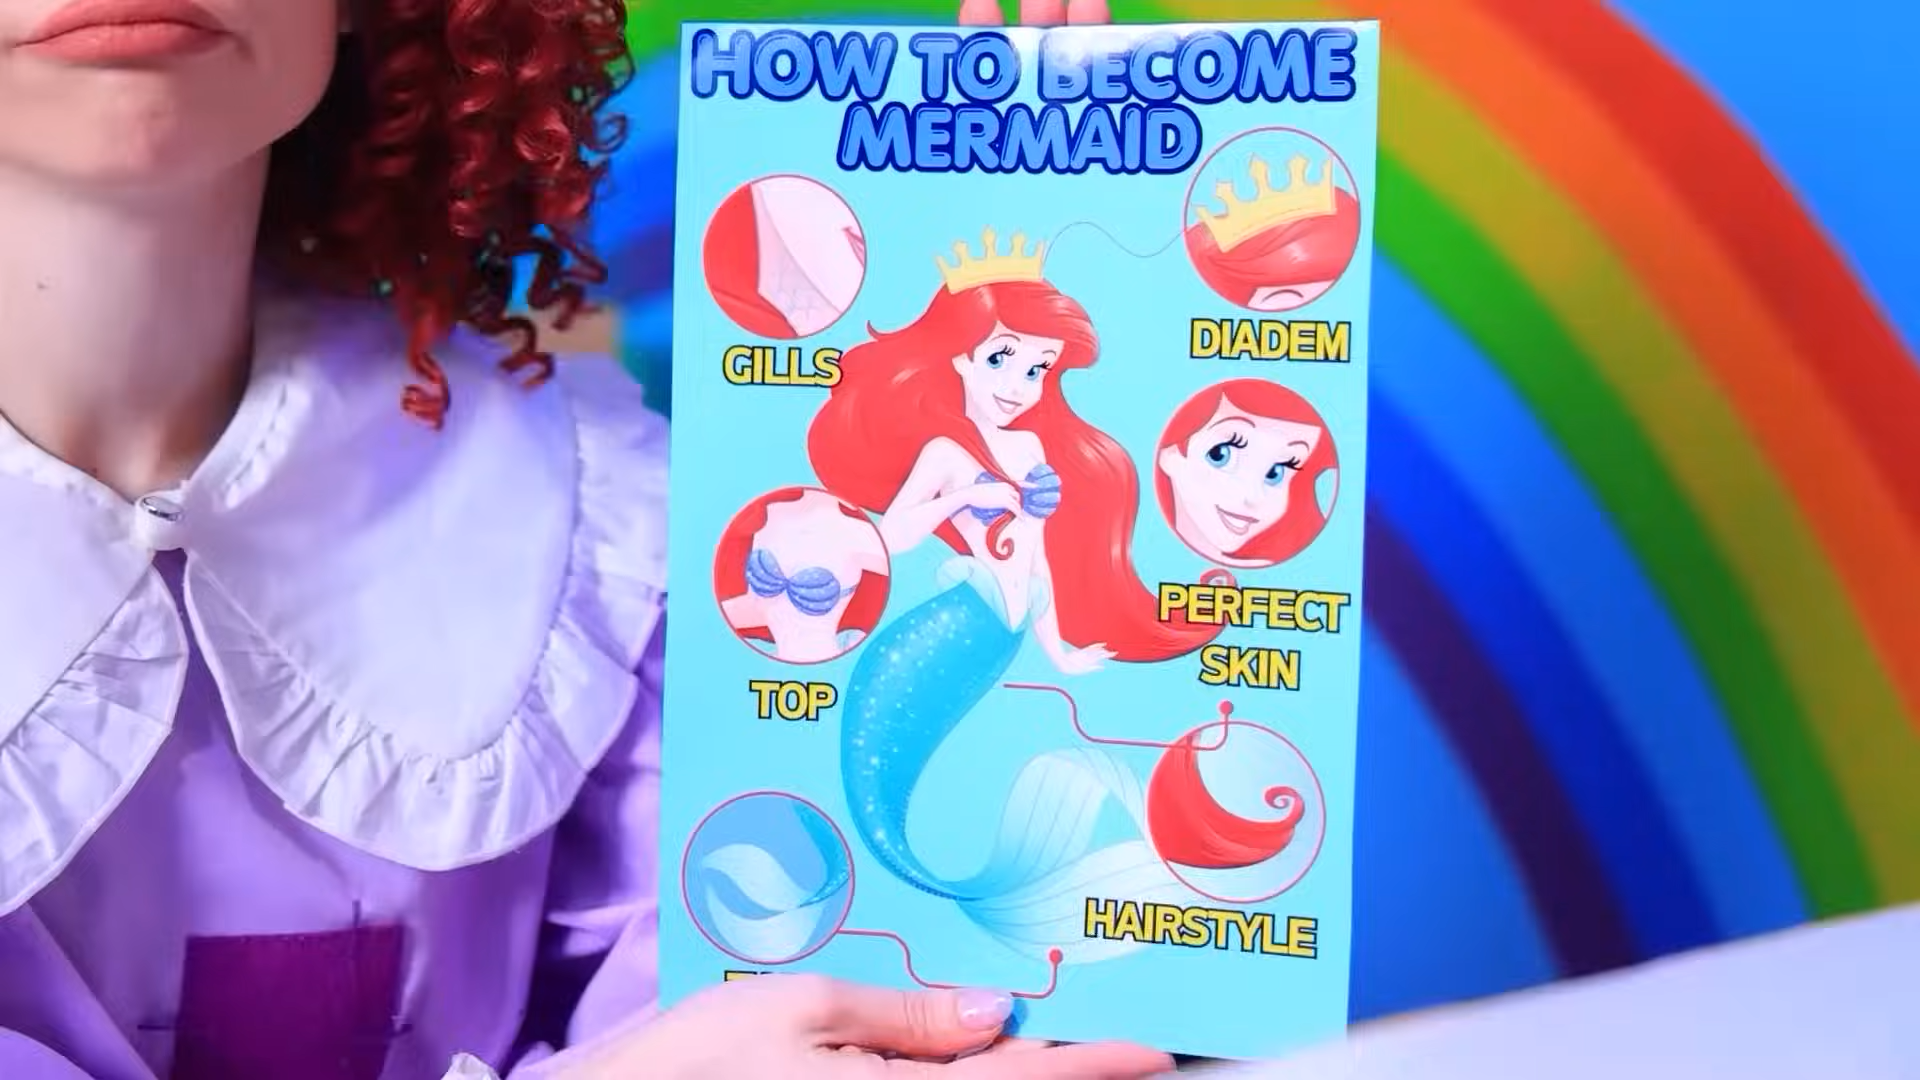 HOW TO BECOME
MERMAID
GILLS
DIADEM
TOP
PERFECT
SKIN
HAIRSTYLE